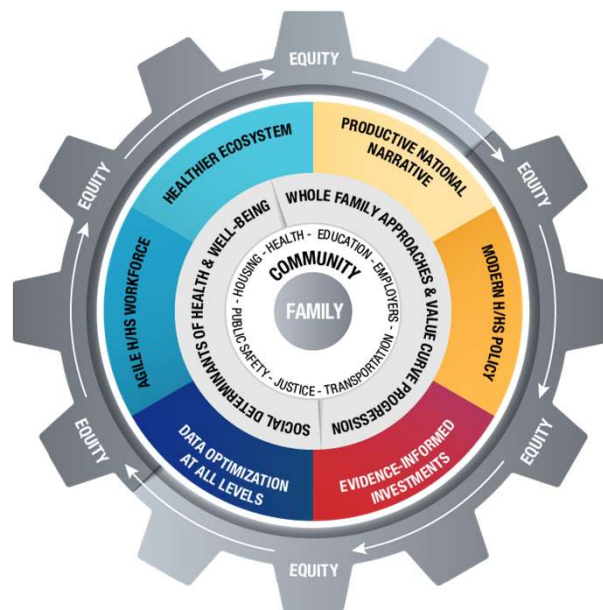 EQUITY
EQUITY
EQUITY
EQUITY
EQUITY
EQUITY
HEALTHIER ECOSYSTEM
PRODUCTIVE NATIONAL
NARRATIVE
MODERN H/HS POLICY
EVIDENCE-INFORMED
INVESTMENTS
DATA OPTIMIZATION
AT ALL LEVELS
AGILE H/HS WORKFORCE
SOCIAL DETERMINANTS OF HEALTH & WELL-BEING
WHOLE FAMILY APPROACHES & VALUE CURVE PROGRESSION
PUBLIC SAFETY - HOUSING - HEALTH - EDUCATION - EMPLOYERS - TRANSPORTATION - JUSTICE -
COMMUNITY
FAMILY